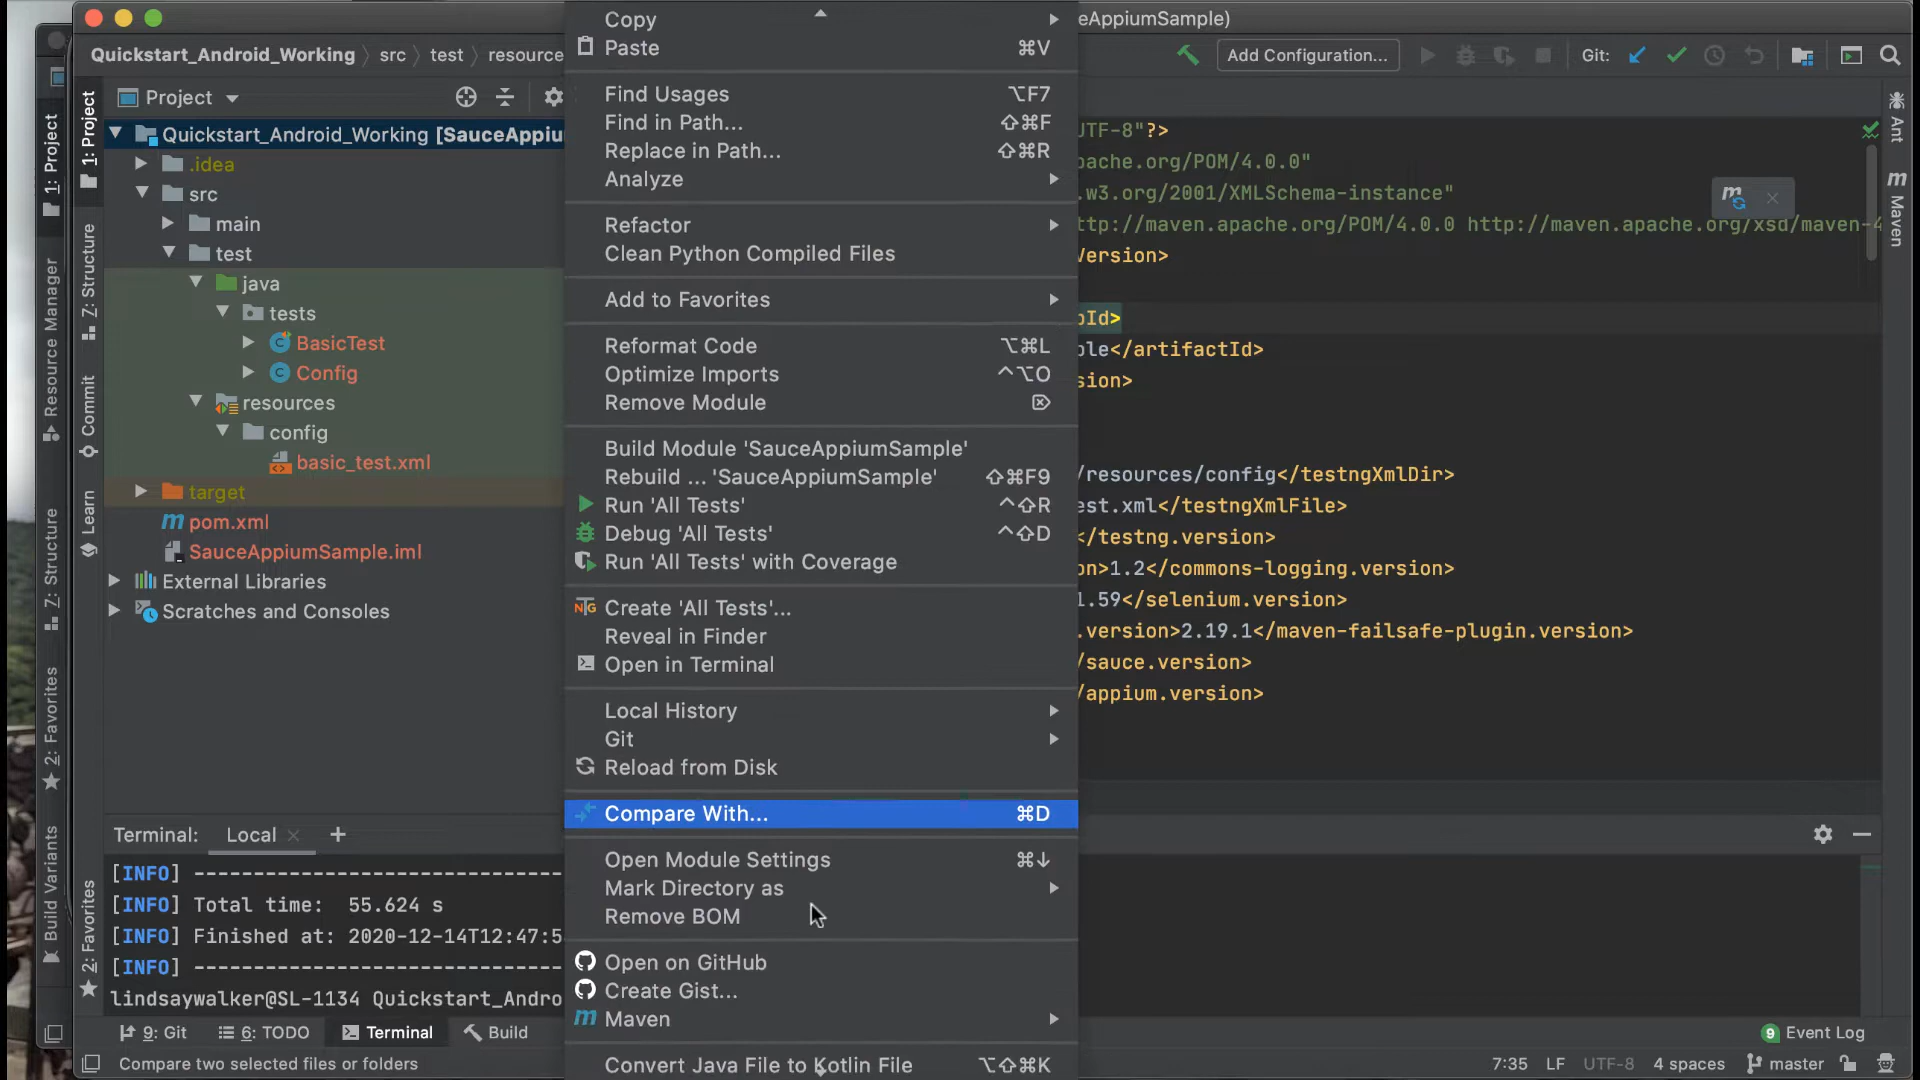 eAppiumSample)
Quickstart_Android_Working
src
test
resource
Add Configuration...
Git:
Project
Quickstart_Android_Working [SauceAppiu
.idea
src
main
test
java
tests
BasicTest
Config
resources
config
basic_test.xml
target
m pom.xml
SauceAppiumSample.iml
External Libraries
Scratches and Consoles
1: Project
Resource Manager
Z: Structure
2: Favorites
Build Variants
1: Project
Z: Structure
Commit
Learn
2: Favorites
Copy
Paste ⌘V
Find Usages ⌥F7
Find in Path... ⇧⌘F
Replace in Path... ⇧⌘R
Analyze
Refactor
Clean Python Compiled Files
Add to Favorites
Reformat Code ⌥⌘L
Optimize Imports ^⌥O
Remove Module ⌦
Build Module 'SauceAppiumSample'
Rebuild ... 'SauceAppiumSample' ⇧⌘F9
Run 'All Tests' ^⇧R
Debug 'All Tests' ^⇧D
Run 'All Tests' with Coverage
NG Create 'All Tests'...
Reveal in Finder
Open in Terminal
Local History
Git
Reload from Disk
Compare With... ⌘D
Open Module Settings ⌘↓
Mark Directory as
Remove BOM
Open on GitHub
Create Gist...
m Maven
Convert Java File to Kotlin File ⌥⇧⌘K
UTF-8"?>
pache.org/POM/4.0.0"
.w3.org/2001/XMLSchema-instance"
ttp://maven.apache.org/POM/4.0.0 http://maven.apache.org/xsd/maven-4
Version>
pId>
ple</artifactId>
sion>
/resources/config</testngXmlDir>
est.xml</testngXmlFile>
</testng.version>
on>1.2</commons-logging.version>
1.59</selenium.version>
.version>2.19.1</maven-failsafe-plugin.version>
/sauce.version>
/appium.version>
m
Ant
m
Maven
Terminal: Local +
[INFO] ------------------------------
[INFO] Total time:  55.624 s
[INFO] Finished at: 2020-12-14T12:47:5
[INFO] ------------------------------
lindsaywalker@SL-1134 Quickstart_Andro
9: Git
6: TODO
Terminal
Build
9 Event Log
Compare two selected files or folders
7:35 LF UTF-8 4 spaces master